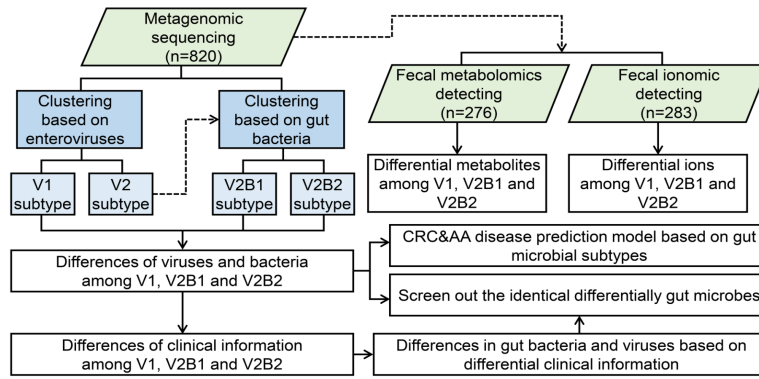 Metagenomic
sequencing
(n=820)
Clustering
based on
enteroviruses
Clustering
based on gut
bacteria
V1
subtype
V2
subtype
V2B1
subtype
V2B2
subtype
Fecal metabolomics
detecting
(n=276)
Fecal ionomic
detecting
(n=283)
Differential metabolites
among V1, V2B1 and
V2B2
Differential ions
among V1, V2B1 and
V2B2
Differences of viruses and bacteria
among V1, V2B1 and V2B2
CRC&AA disease prediction model based on gut
microbial subtypes
Screen out the identical differentially gut microbes
Differences of clinical information
among V1, V2B1 and V2B2
Differences in gut bacteria and viruses based on
differential clinical information